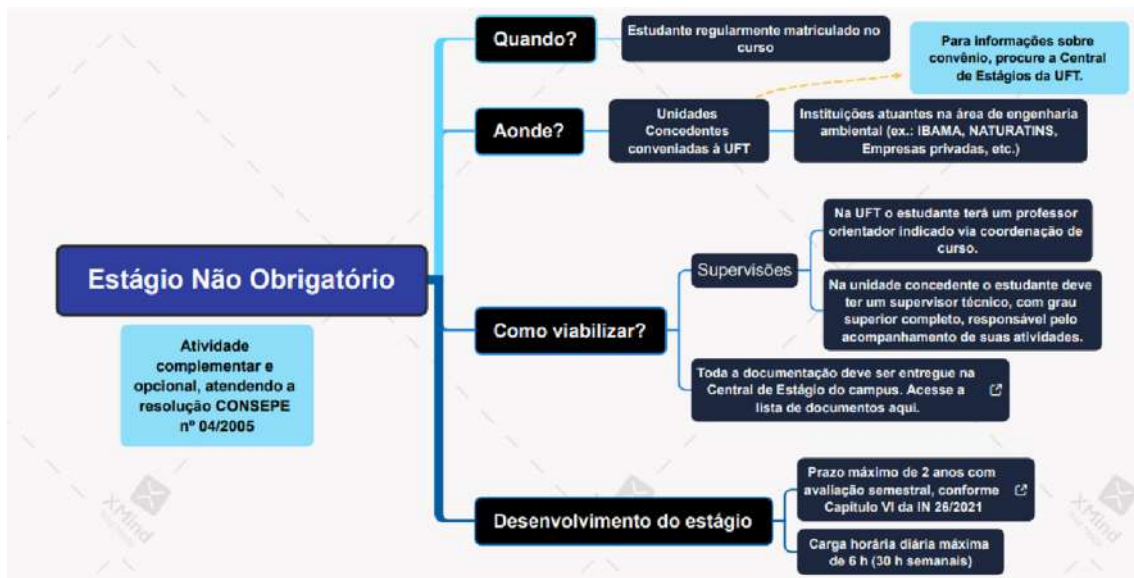 Quando?
Estudante regularmente matriculado no
curso
Para informações sobre
convênio, procure a Central
de Estágios da UFT.
Aonde?
Unidades
Concedentes
conveniadas à UFT
Instituições atuantes na área de engenharia
ambiental (ex.: IBAMA, NATURATINS,
Empresas privadas, etc.)
Estágio Não Obrigatório
Atividade
complementar e
opcional, atendendo a
resolução CONSEPE
nº 04/2005
Como viabilizar?
Supervisões
Na UFT o estudante terá um professor
orientador indicado via coordenação de
curso.
Na unidade concedente o estudante deve
ter um supervisor técnico, com grau
superior completo, responsável pelo
acompanhamento de suas atividades.
Toda a documentação deve ser entregue na
Central de Estágio do campus. Acesse a
lista de documentos aqui.
Desenvolvimento do estágio
Prazo máximo de 2 anos com
avaliação semestral, conforme
Capítulo VI da IN 26/2021
Carga horária diária máxima
de 6 h (30 h semanais)
XMind
XMind